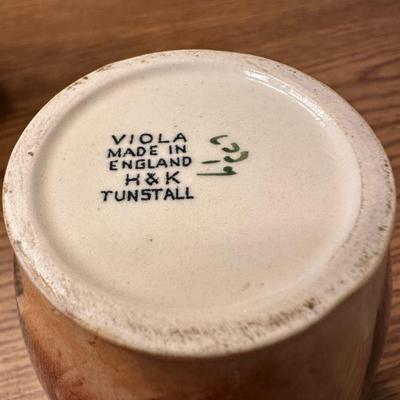 VIOLA
MADE IN
ENGLAND
H & K
TUNSTALL